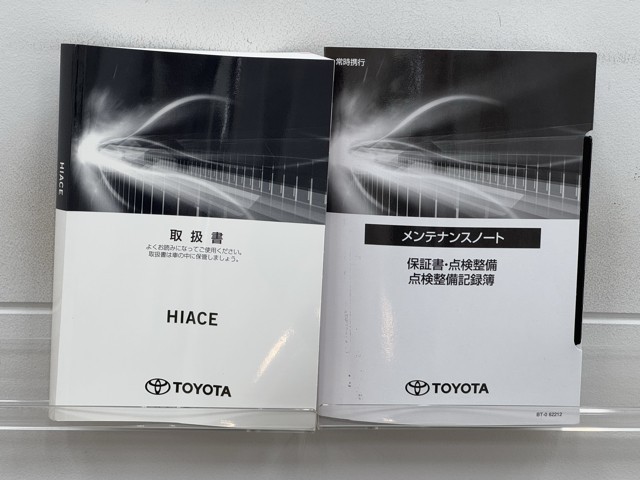 HIACE
取扱書
よくお読みになってご使用ください。
取扱書は車の中に保管しましょう。
HIACE
TOYOTA
常時携行
メンテナンスノート
保証書・点検整備
点検整備記録簿
TOYOTA